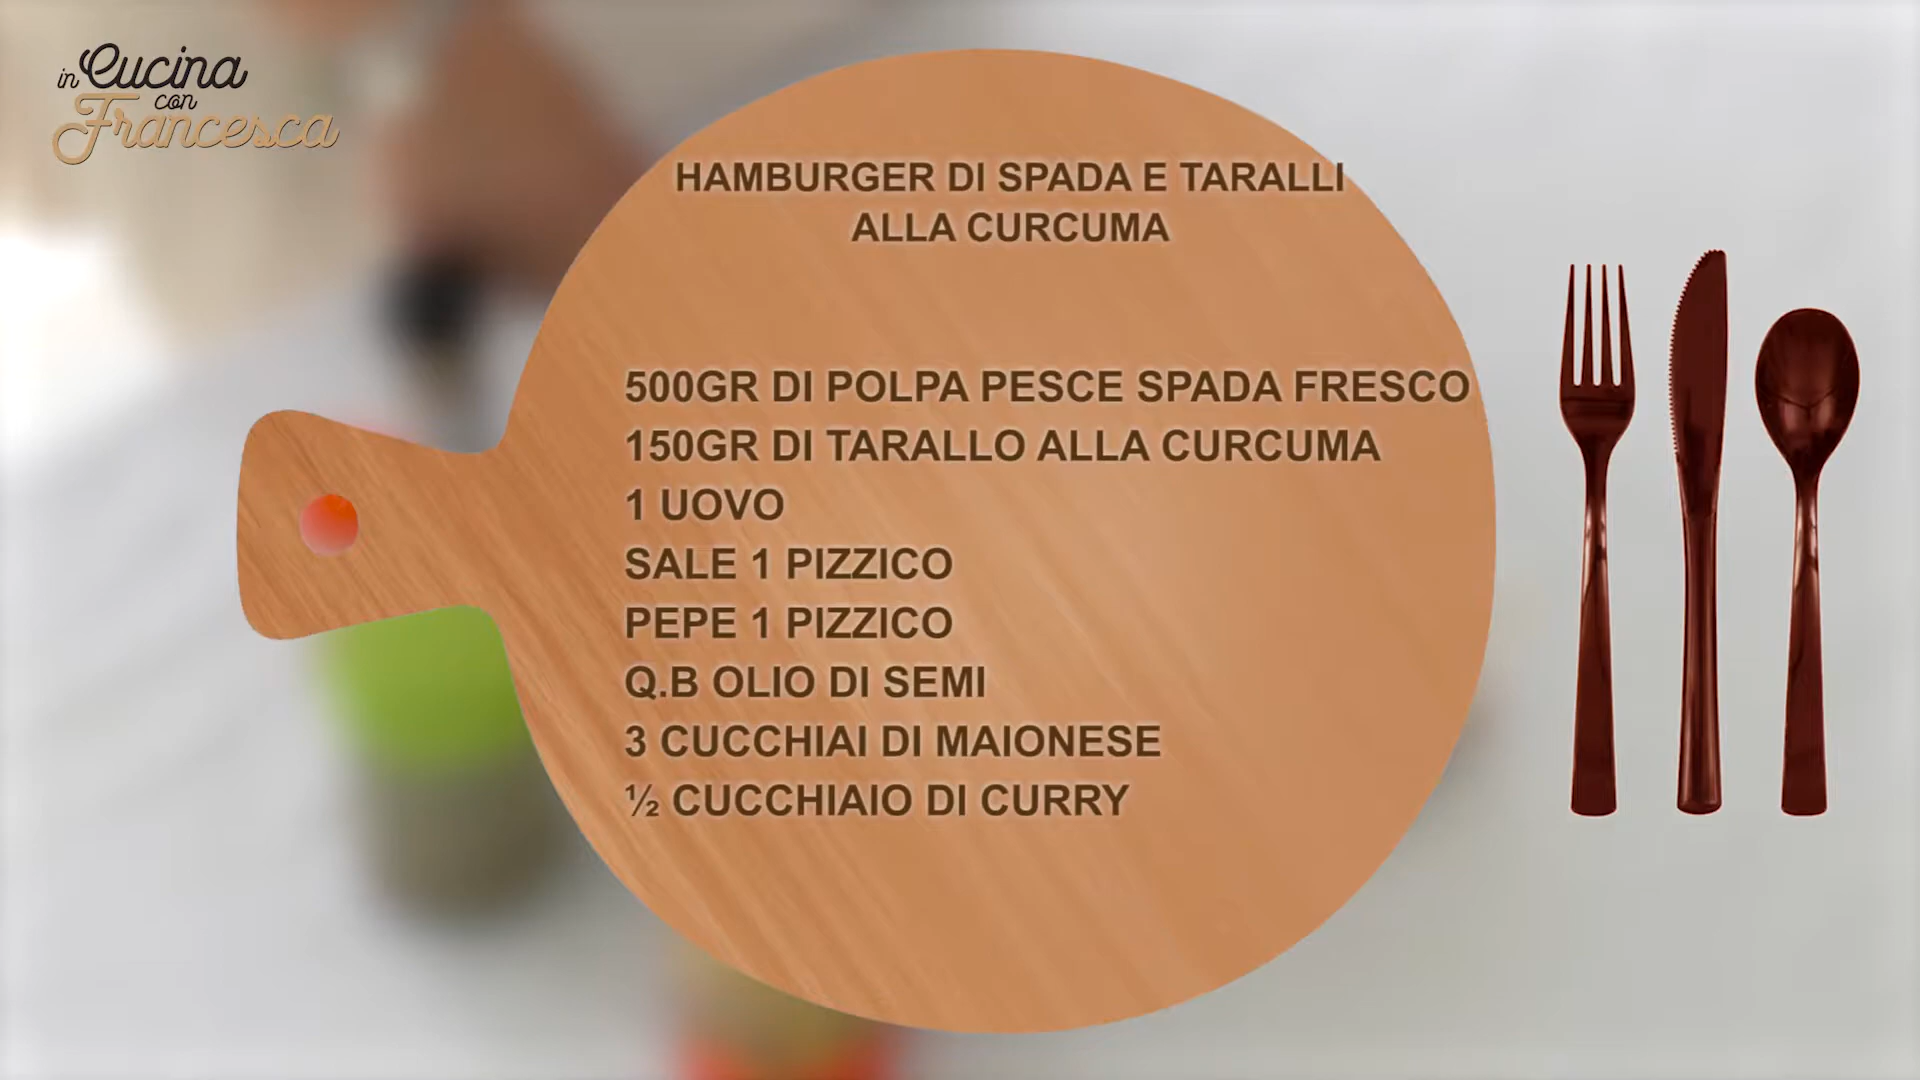 in Cucina
con
Francesca
HAMBURGER DI SPADA E TARALLI
ALLA CURCUMA
500GR DI POLPA PESCE SPADA FRESCO
150GR DI TARALLO ALLA CURCUMA
1 UOVO
SALE 1 PIZZICO
PEPE 1 PIZZICO
Q.B OLIO DI SEMI
3 CUCCHIAI DI MAIONESE
½ CUCCHIAIO DI CURRY